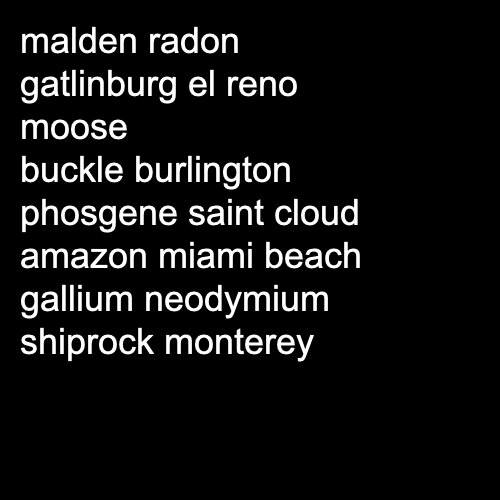 malden radon
gatlinburg el reno
moose
buckle burlington
phosgene saint cloud
amazon miami beach
gallium neodymium
shiprock monterey